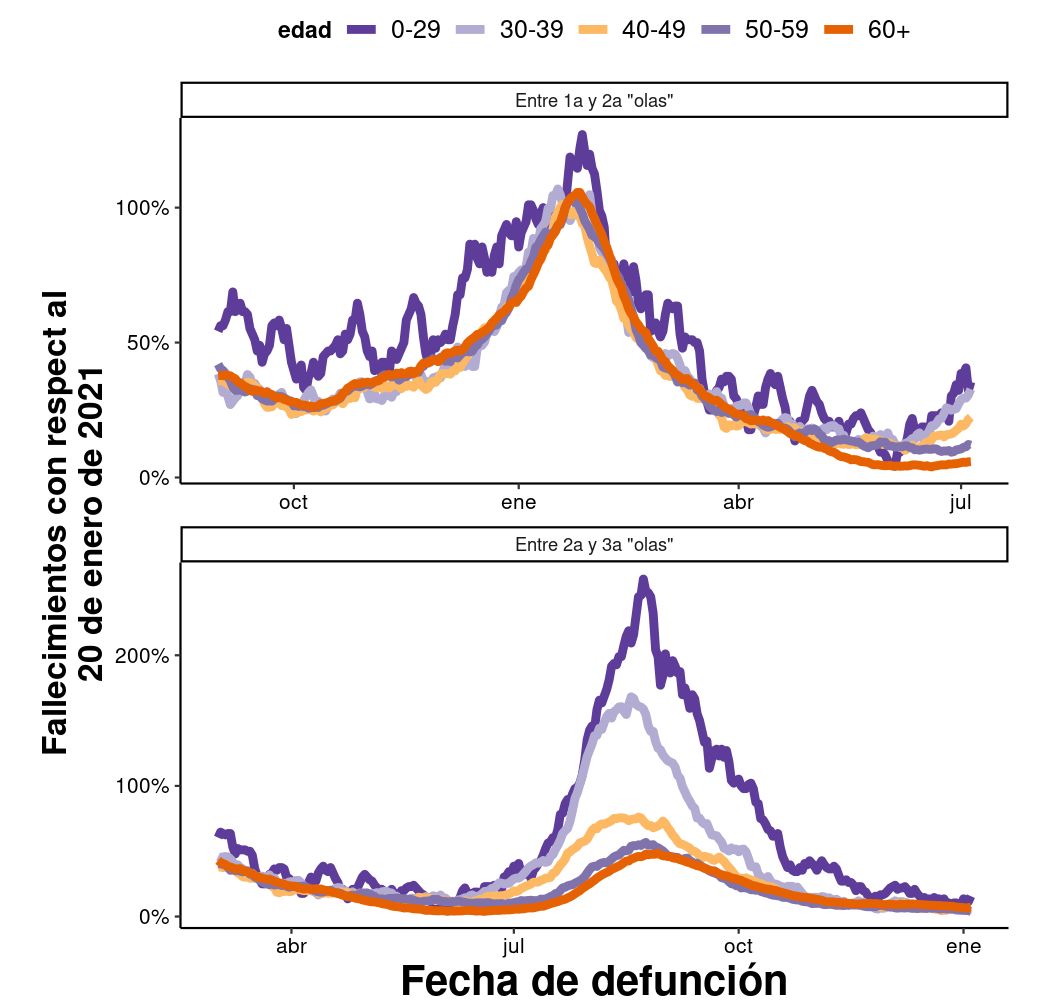 edad 0-29 30-39 40-49 50-59 60+
Entre 1a y 2a "olas"
100%
50%
0%
oct ene abr jul
Fallecimientos con respect al
20 de enero de 2021
Entre 2a y 3a "olas"
200%
100%
0%
abr jul oct ene
Fecha de defunción